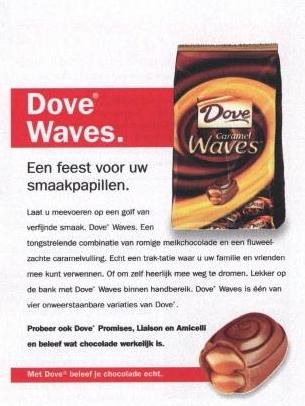 Dove®
Waves.
Dove
Caramel
Waves
Een feest voor uw
smaakpapillen.
Laat u meevoeren op een golf van
verfijnde smaak. Dove® Waves. Een
tongstrelende combinatie van romige melkchocolade en een fluweel-
zachte caramelvulling. Echt een trak-tatie waar u uw familie en vrienden
mee kunt verwennen. Of om zelf heerlijk mee weg te dromen. Lekker op
de bank met Dove® Waves binnen handbereik. Dove® Waves is één van
vier onweerstaanbare variaties van Dove®.
Probeer ook Dove® Promises, Liaison en Amicelli
en beleef wat chocolade werkelijk is.
Met Dove® beleef je chocolade echt.